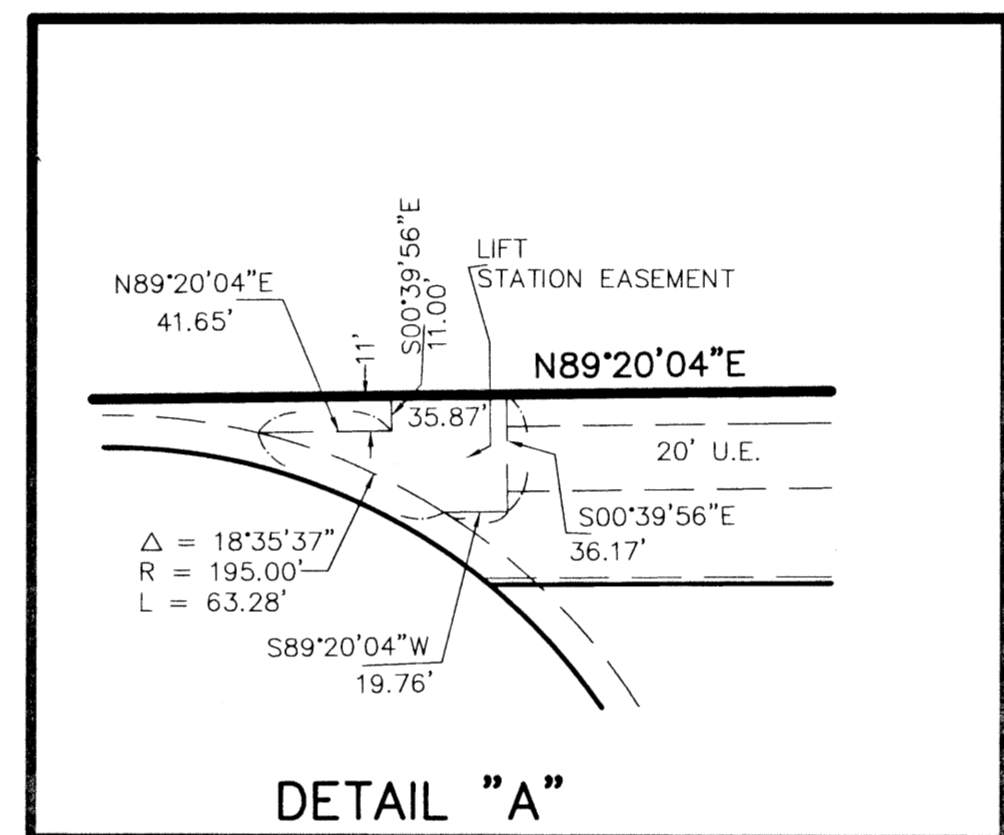 S00°39'56"E
11.00'
LIFT
STATION EASEMENT
N89°20'04"E
41.65'
11'
N89°20'04"E
35.87'
20' U.E.
S00°39'56"E
36.17'
Δ = 18°35'37"
R = 195.00'
L = 63.28'
S89°20'04"W
19.76'
DETAIL "A"